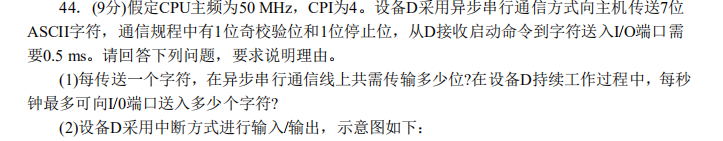 44．(9分)假定CPU主频为50 MHz，CPI为4。设备D采用异步串行通信方式向主机传送7位
ASCII字符，通信规程中有1位奇校验位和1位停止位，从D接收启动命令到字符送入I/O端口需
要0.5 ms。请回答下列问题，要求说明理由。
(1)每传送一个字符，在异步串行通信线上共需传输多少位?在设备D持续工作过程中，每秒
钟最多可向I/0端口送入多少个字符?
(2)设备D采用中断方式进行输入/输出，示意图如下：